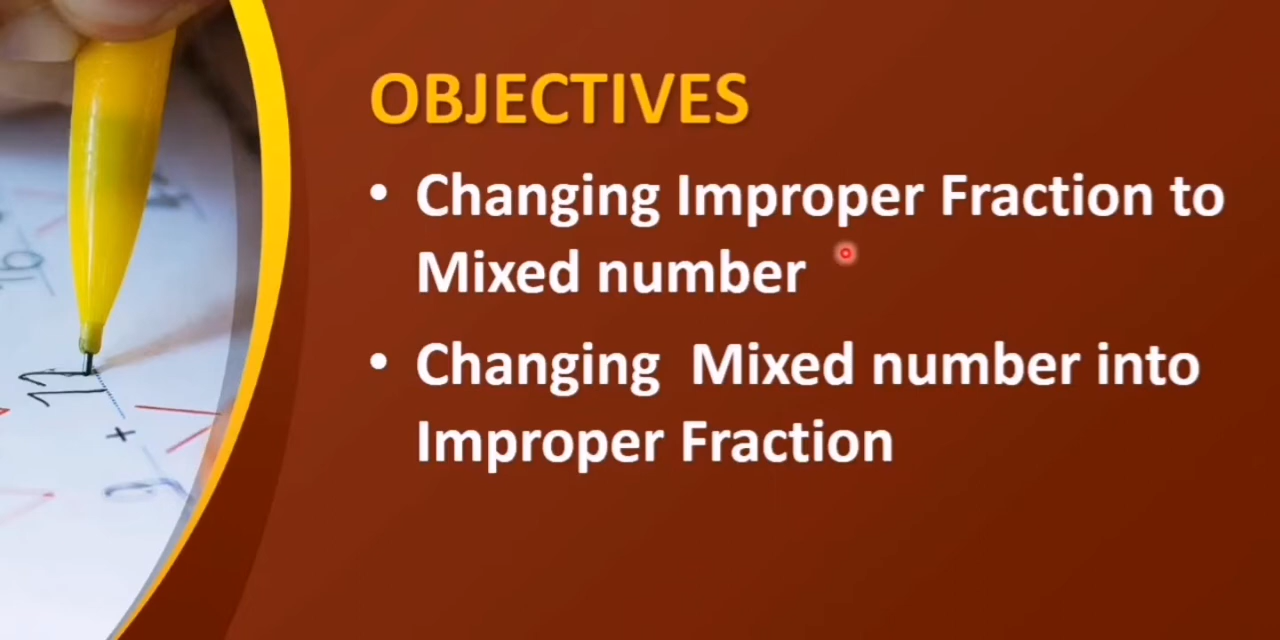 OBJECTIVES
• Changing Improper Fraction to
Mixed number
• Changing  Mixed number into
Improper Fraction